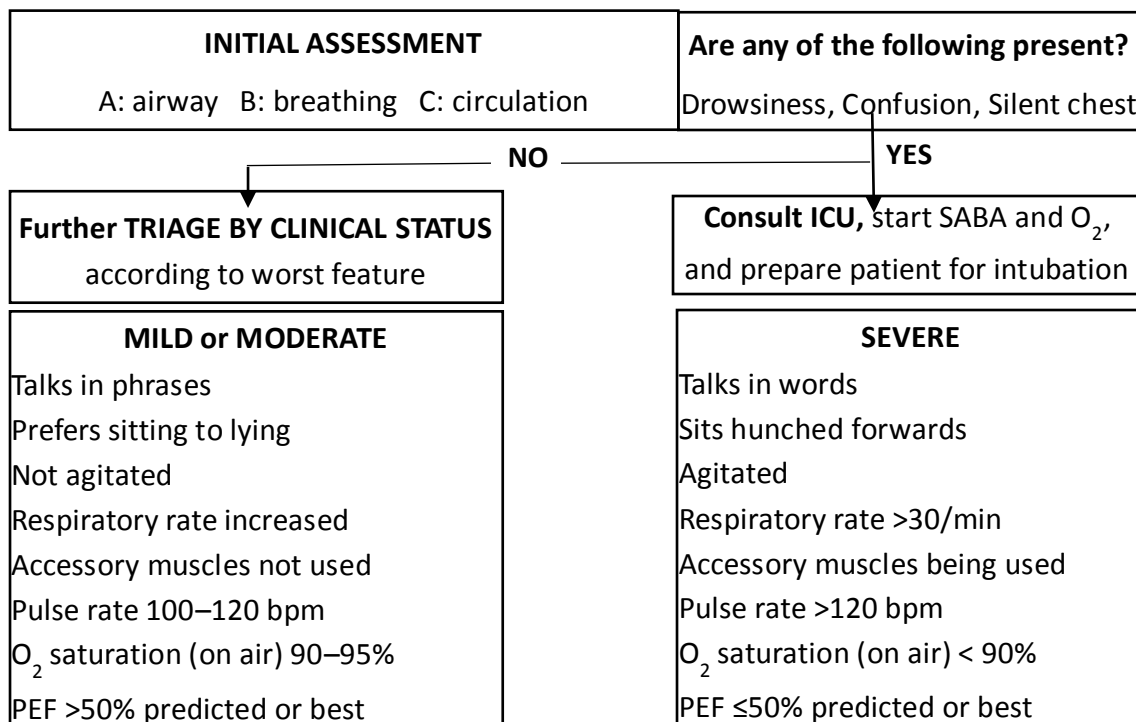 INITIAL ASSESSMENT
A: airway B: breathing C: circulation
Are any of the following present?
Drowsiness, Confusion, Silent chest
NO
YES
Further TRIAGE BY CLINICAL STATUS
according to worst feature
Consult ICU, start SABA and O₂,
and prepare patient for intubation
MILD or MODERATE
Talks in phrases
Prefers sitting to lying
Not agitated
Respiratory rate increased
Accessory muscles not used
Pulse rate 100–120 bpm
O₂ saturation (on air) 90–95%
PEF >50% predicted or best
SEVERE
Talks in words
Sits hunched forwards
Agitated
Respiratory rate >30/min
Accessory muscles being used
Pulse rate >120 bpm
O₂ saturation (on air) < 90%
PEF ≤50% predicted or best